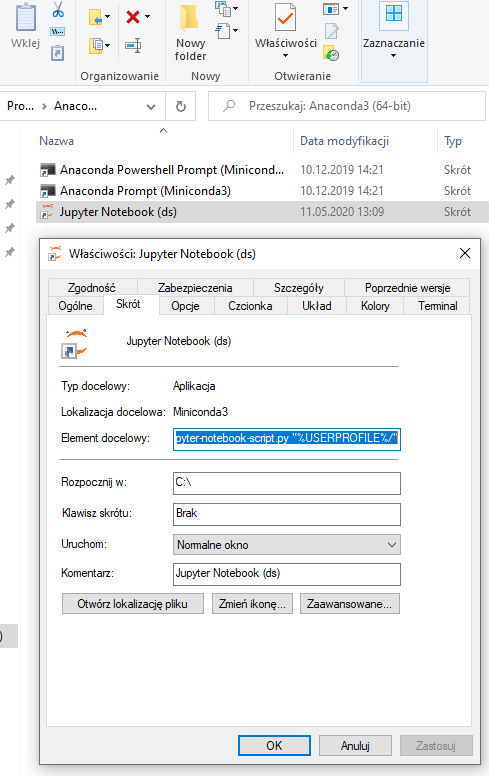 Wklej
Organizowanie
Nowy
folder
Nowy
Właściwości
Otwieranie
Zaznaczanie
Pro... > Anaco...
Przeszukaj: Anaconda3 (64-bit)
Nazwa Data modyfikacji Typ
Anaconda Powershell Prompt (Minicond... 10.12.2019 14:21 Skrót
Anaconda Prompt (Miniconda3) 10.12.2019 14:21 Skrót
Jupyter Notebook (ds) 11.05.2020 13:09 Skrót
Właściwości: Jupyter Notebook (ds)
Zgodność Zabezpieczenia Szczegóły Poprzednie wersje
Ogólne Skrót Opcje Czcionka Układ Kolory Terminal
Jupyter Notebook (ds)
Typ docelowy: Aplikacja
Lokalizacja docelowa: Miniconda3
Element docelowy: pyter-notebook-script.py "%USERPROFILE%/"
Rozpocznij w: C:\
Klawisz skrótu: Brak
Uruchom: Normalne okno
Komentarz: Jupyter Notebook (ds)
Otwórz lokalizację pliku Zmień ikonę... Zaawansowane...
)
OK Anuluj Zastosuj